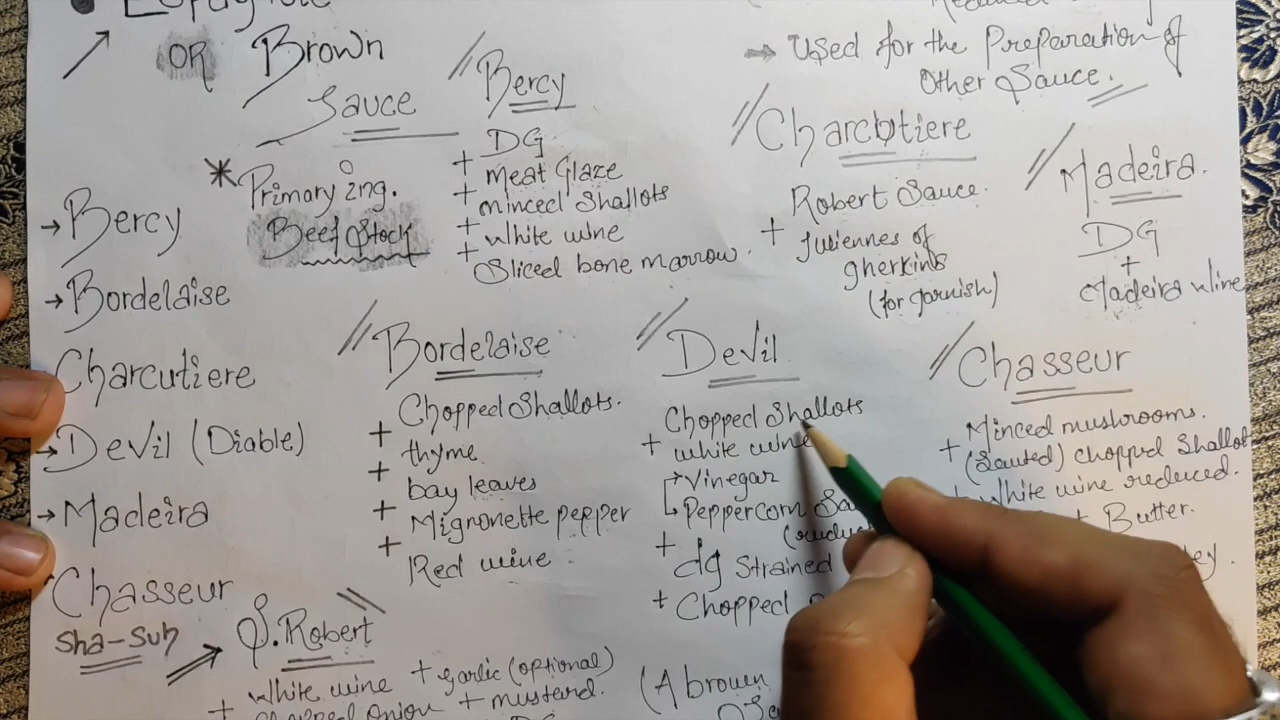 OR Brown
Sauce
* Primary ing.
Beef Stock
→ Bercy
→ Bordelaise
Charcutiere
→ Devil (Diable)
→ Madeira
Chasseur
Sha-Suh
Bercy
DG
+ meat Glaze
+ minced Shallots
+ White wine
+ Sliced bone marrow.
→ Used for the Preparation of
Other Sauce.
Charcutiere
Robert Sauce.
+ Juliennes of
gherkins
(for garnish)
Madeira.
DG
+
Madeira wine
Bordelaise
Chopped Shallots.
+ thyme
+ bay leaves
+ Mignonette pepper
+ Red wine
Devil
Chopped Shallots
+ white wine
Vinegar
Peppercorn
+ dg Strained
+ Chopped
Chasseur
Minced mushrooms.
+ (Sauted) chopped Shallot
White wine reduced.
+ Butter.
S. Robert
white wine + garlic (optional)
+ Onion + mustard.
(A brown